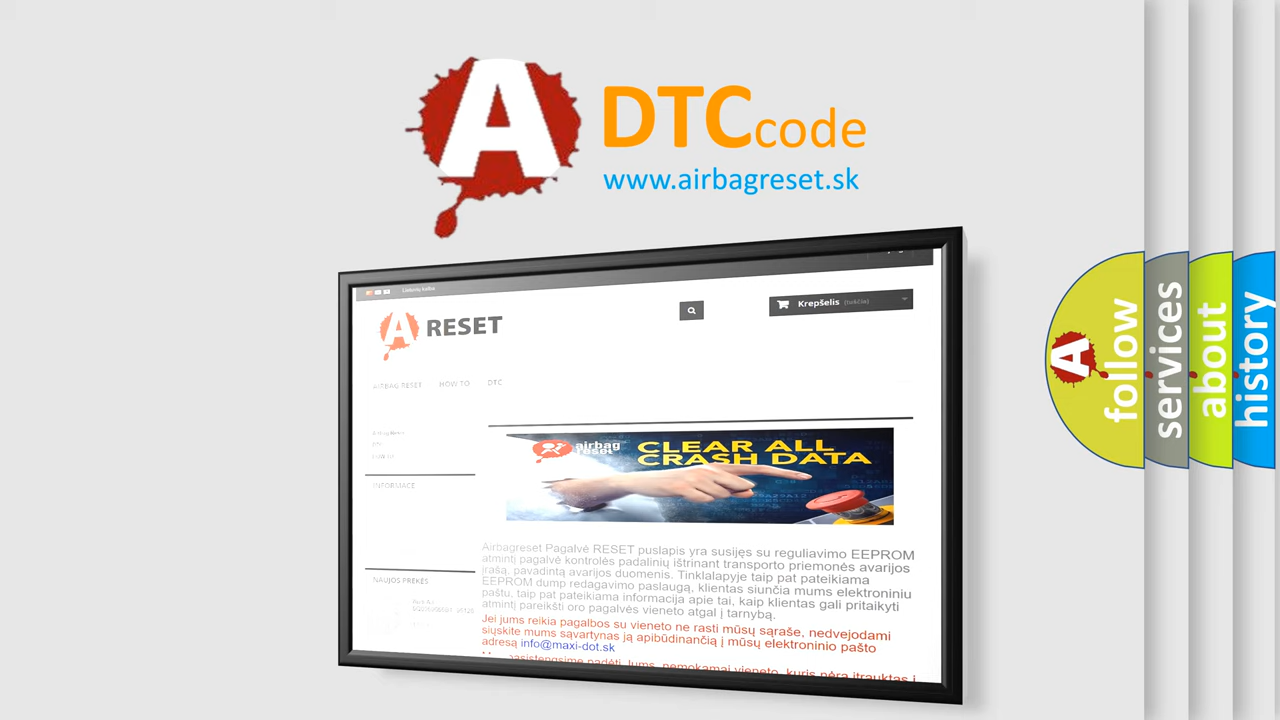 A DTCcode
www.airbagreset.sk
Lietuvių kalba
Krepšelis (tuščia)
A RESET
AIRBAG RESET HOW TO DTC
airbag
reset
CLEAR ALL
CRASH DATA
INFORMACE
Airbagreset Pagalvė RESET puslapis yra susijęs su reguliavimo EEPROM
atmintį pagalvė kontrolės padalinių ištrinant transporto priemonės avarijos
įrašą, pavadintą avarijos duomenis. Tinklalapyje taip pat pateikiama
EEPROM dump redagavimo paslaugą, klientas siunčia mums elektroniniu
paštu, taip pat pateikiama informacija apie tai, kaip klientas gali pritaikyti
atmintį pareikšti oro pagalvės vieneto atgal į tarnybą.
NAUJOS PREKĖS
Jei jums reikia pagalbos su vieneto ne rasti mūsų sąraše, nedvejodami
siųskite mums sąvartynas ją apibūdinančią į mūsų elektroninio pašto
adresą info@maxi-dot.sk
A follow
services
about
history